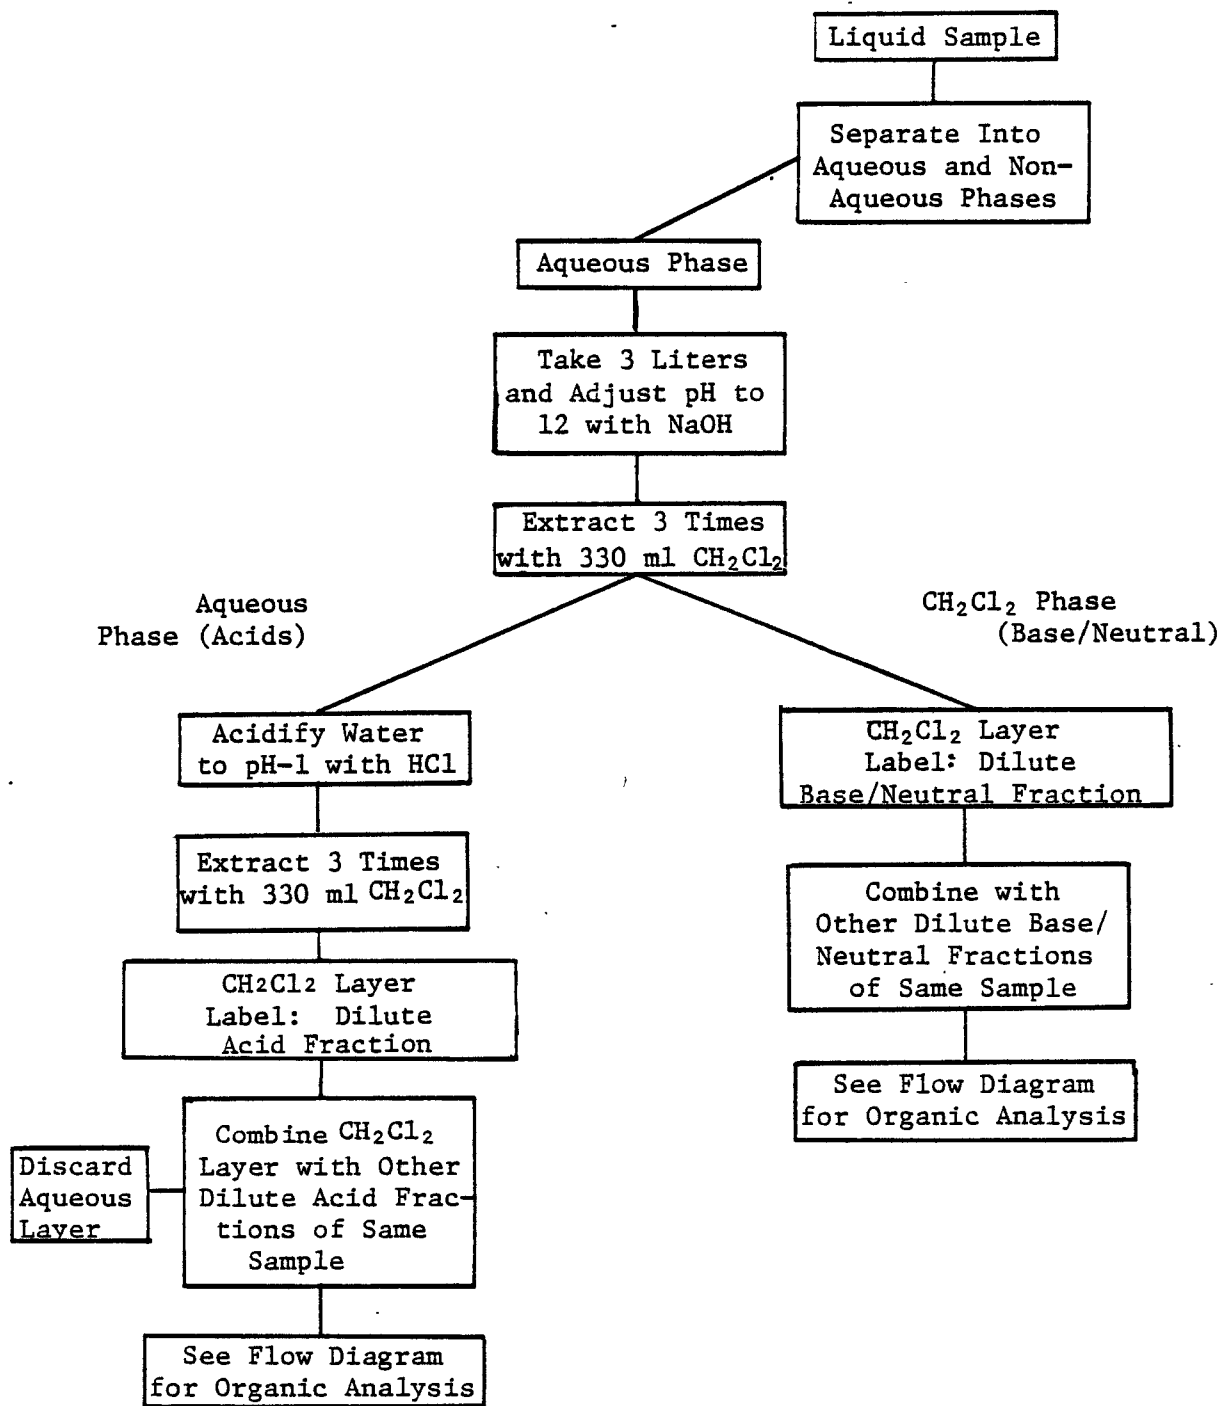 Liquid Sample
Separate Into
Aqueous and Non-
Aqueous Phases
Aqueous Phase
Take 3 Liters
and Adjust pH to
12 with NaOH
Extract 3 Times
with 330 ml CH₂Cl₂
Aqueous
Phase (Acids)
CH₂Cl₂ Phase
(Base/Neutral)
Acidify Water
to pH-1 with HCl
Extract 3 Times
with 330 ml CH₂Cl₂
CH2Cl2 Layer
Label: Dilute
Acid Fraction
Combine CH₂Cl₂
Layer with Other
Dilute Acid Frac-
tions of Same
Sample
Discard
Aqueous
Layer
See Flow Diagram
for Organic Analysis
CH₂Cl₂ Layer
Label: Dilute
Base/Neutral Fraction
Combine with
Other Dilute Base/
Neutral Fractions
of Same Sample
See Flow Diagram
for Organic Analysis